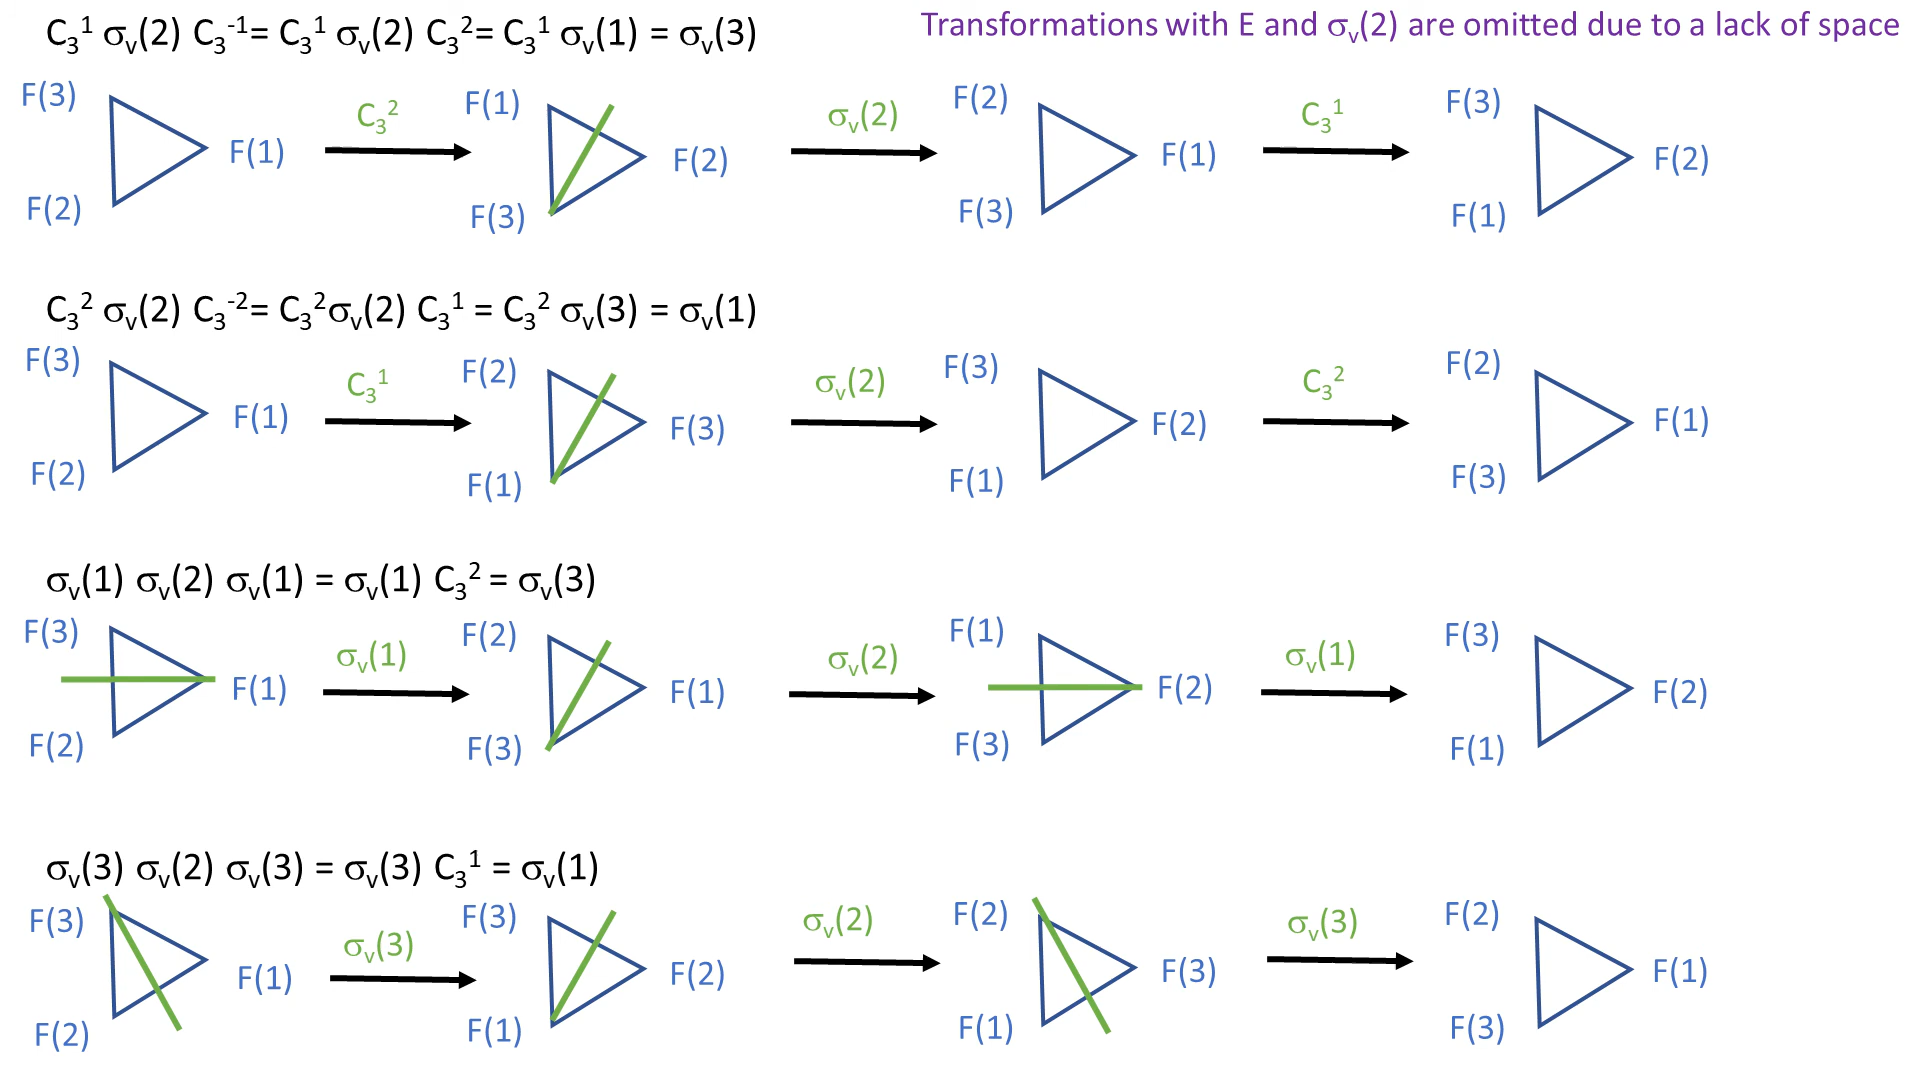 C₃¹ σᵥ(2) C₃⁻¹= C₃¹ σᵥ(2) C₃²= C₃¹ σᵥ(1) = σᵥ(3)
Transformations with E and σᵥ(2) are omitted due to a lack of space
F(3) C₃² F(1) σᵥ(2) F(2) C₃¹ F(3)
F(1) F(2) F(1) F(2)
F(2) F(3) F(3) F(1)
C₃² σᵥ(2) C₃⁻²= C₃²σᵥ(2) C₃¹ = C₃² σᵥ(3) = σᵥ(1)
F(3) C₃¹ F(2) σᵥ(2) F(3) C₃² F(2)
F(1) F(3) F(2) F(1)
F(2) F(1) F(1) F(3)
σᵥ(1) σᵥ(2) σᵥ(1) = σᵥ(1) C₃² = σᵥ(3)
F(3) σᵥ(1) F(2) σᵥ(2) F(1) σᵥ(1) F(3)
F(1) F(1) F(2) F(2)
F(2) F(3) F(3) F(1)
σᵥ(3) σᵥ(2) σᵥ(3) = σᵥ(3) C₃¹ = σᵥ(1)
F(3) σᵥ(3) F(3) σᵥ(2) F(2) σᵥ(3) F(2)
F(1) F(2) F(3) F(1)
F(2) F(1) F(1) F(3)